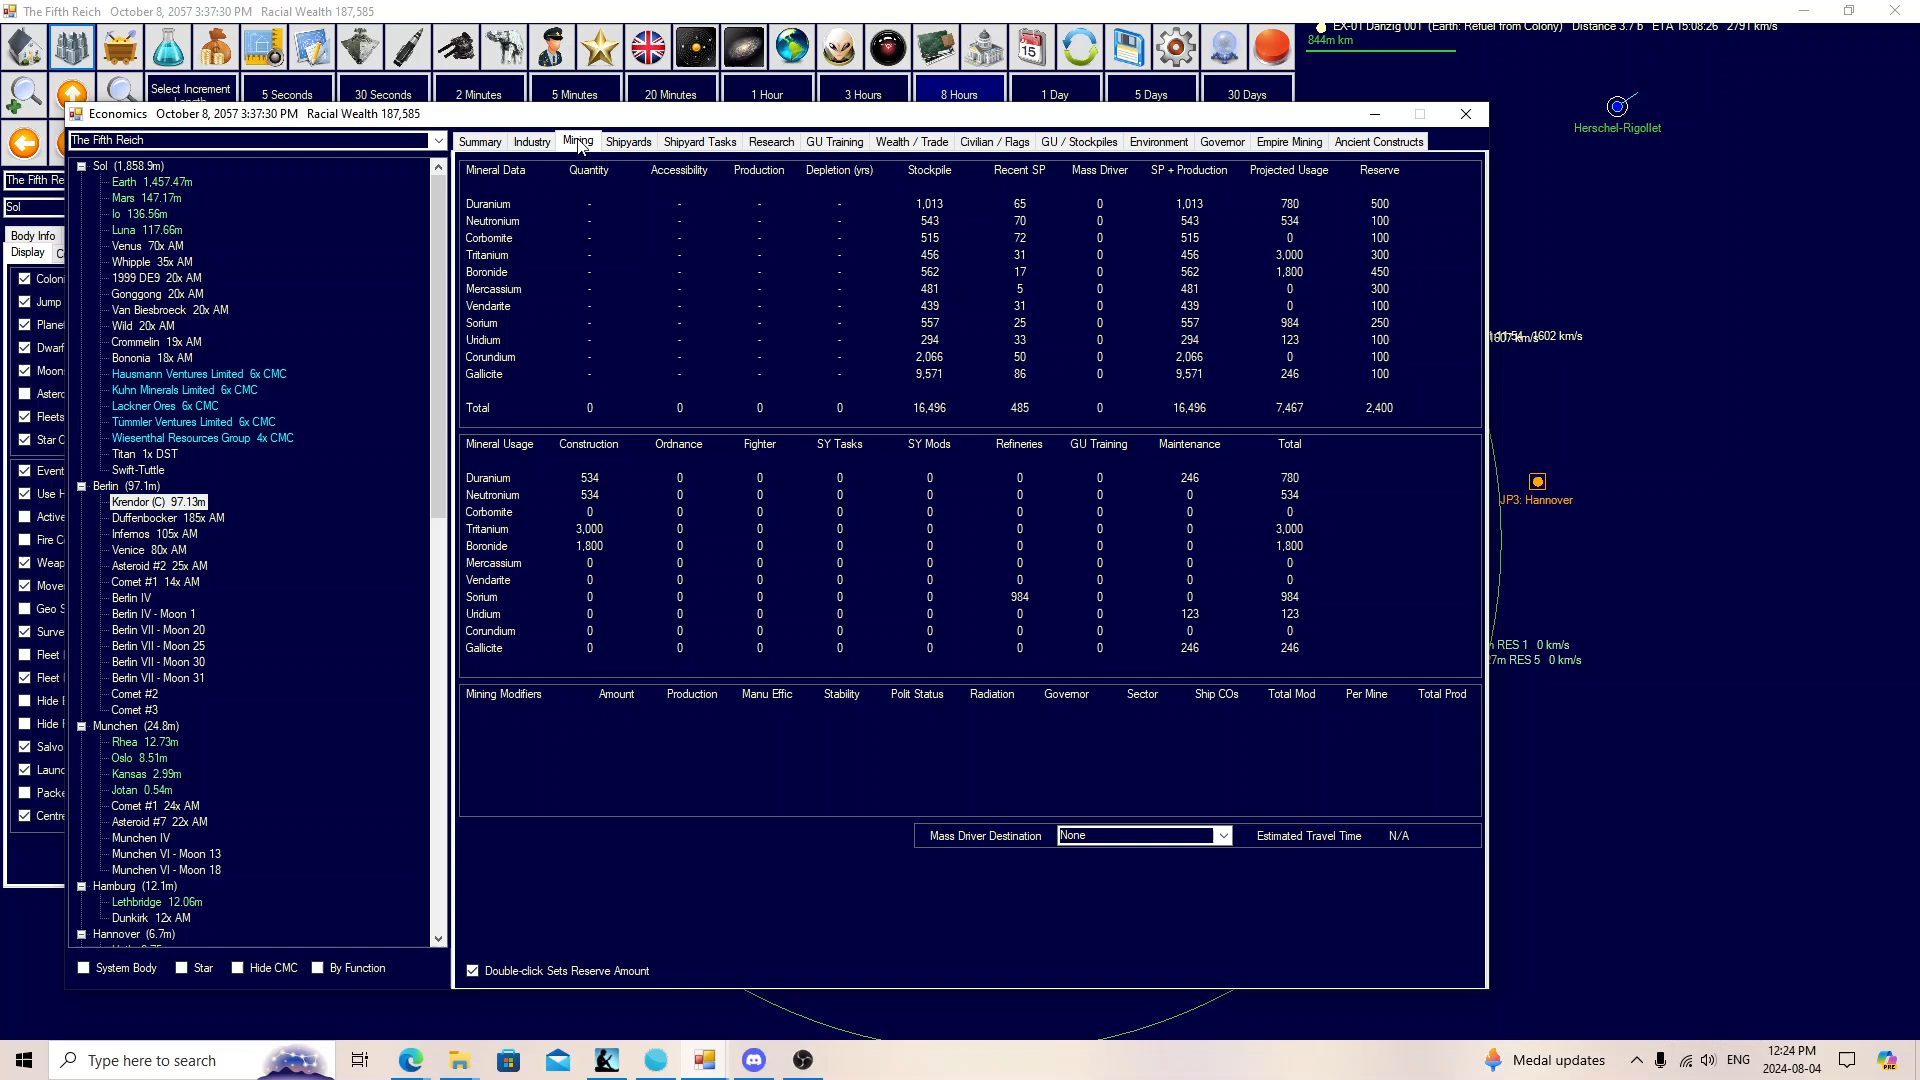 The Fifth Reich October 8, 2057 3:37:30 PM Racial Wealth 187,585
EX-01 Danzig 001 (Earth: Refuel from Colony) Distance 3.7 b ETA 15:08:26 2791 km/s
844m km
Select Increment Length 5 Seconds 30 Seconds 2 Minutes 5 Minutes 20 Minutes 1 Hour 3 Hours 8 Hours 1 Day 5 Days 30 Days
Herschel-Rigollet
Economics October 8, 2057 3:37:30 PM Racial Wealth 187,585
The Fifth Reich
Summary Industry Mining Shipyards Shipyard Tasks Research GU Training Wealth / Trade Civilian / Flags GU / Stockpiles Environment Governor Empire Mining Ancient Constructs
The Fifth Re
Sol
Body Info
Display C
Coloni
Jump
Plane
Dwarf
Moon
Astero
Fleets
Star C
Event
Use H
Active
Fire C
Weap
Move
Geo S
Surve
Fleet
Fleet
Hide
Hide
Salvo
Launc
Packe
Centre
Sol (1,858.9m)
Earth 1,457.47m
Mars 147.17m
Io 136.56m
Luna 117.66m
Venus 70x AM
Whipple 35x AM
1999 DE9 20x AM
Gonggong 20x AM
Van Biesbroeck 20x AM
Wild 20x AM
Crommelin 19x AM
Bononia 18x AM
Hausmann Ventures Limited 6x CMC
Kuhn Minerals Limited 6x CMC
Lackner Ores 6x CMC
Tümmler Ventures Limited 6x CMC
Wiesenthal Resources Group 4x CMC
Titan 1x DST
Swift-Tuttle
Berlin (97.1m)
Krendor (C) 97.13m
Duffenbocker 185x AM
Infernos 105x AM
Venice 80x AM
Asteroid #2 25x AM
Comet #1 14x AM
Berlin IV
Berlin IV - Moon 1
Berlin VII - Moon 20
Berlin VII - Moon 25
Berlin VII - Moon 30
Berlin VII - Moon 31
Comet #2
Comet #3
Munchen (24.8m)
Rhea 12.73m
Oslo 8.51m
Kansas 2.99m
Jotan 0.54m
Comet #1 24x AM
Asteroid #7 22x AM
Munchen IV
Munchen VI - Moon 13
Munchen VI - Moon 18
Hamburg (12.1m)
Lethbridge 12.06m
Dunkirk 12x AM
Hannover (6.7m)
System Body Star Hide CMC By Function
Mineral Data Quantity Accessibility Production Depletion (yrs) Stockpile Recent SP Mass Driver SP + Production Projected Usage Reserve
Duranium - - - - 1,013 65 0 1,013 780 500
Neutronium - - - - 543 70 0 543 534 100
Corbomite - - - - 515 72 0 515 0 100
Tritanium - - - - 456 31 0 456 3,000 300
Boronide - - - - 562 17 0 562 1,800 450
Mercassium - - - - 481 5 0 481 0 300
Vendarite - - - - 439 31 0 439 0 100
Sorium - - - - 557 25 0 557 984 250
Uridium - - - - 294 33 0 294 123 100
Corundium - - - - 2,066 50 0 2,066 0 100
Gallicite - - - - 9,571 86 0 9,571 246 100
Total 0 0 0 0 16,496 485 0 16,496 7,467 2,400
Mineral Usage Construction Ordnance Fighter SY Tasks SY Mods Refineries GU Training Maintenance Total
Duranium 534 0 0 0 0 0 0 246 780
Neutronium 534 0 0 0 0 0 0 0 534
Corbomite 0 0 0 0 0 0 0 0 0
Tritanium 3,000 0 0 0 0 0 0 0 3,000
Boronide 1,800 0 0 0 0 0 0 0 1,800
Mercassium 0 0 0 0 0 0 0 0 0
Vendarite 0 0 0 0 0 0 0 0 0
Sorium 0 0 0 0 0 984 0 0 984
Uridium 0 0 0 0 0 0 0 123 123
Corundium 0 0 0 0 0 0 0 0 0
Gallicite 0 0 0 0 0 0 0 246 246
Mining Modifiers Amount Production Manu Effic Stability Polit Status Radiation Governor Sector Ship COs Total Mod Per Mine Total Prod
Mass Driver Destination None Estimated Travel Time N/A
Double-click Sets Reserve Amount
1602 km/s
JP3: Hannover
RES 1 0 km/s
27m RES 5 0 km/s
Type here to search
Medal updates
ENG
12:24 PM
2024-08-04